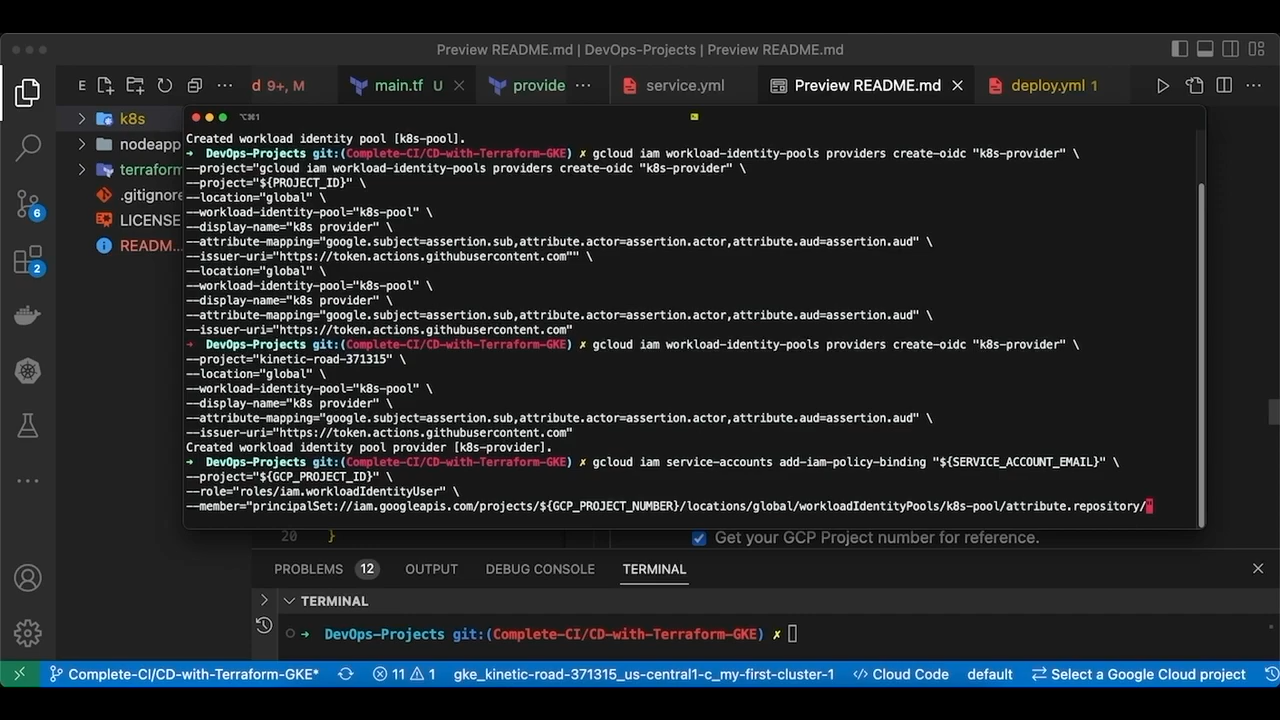 Preview README.md | DevOps-Projects | Preview README.md
E ... d 9+, M main.tf U provide ... service.yml Preview README.md deploy.yml 1 ...
k8s
nodeapp
terraform
.gitignore
LICENSE
READM...
6
2
...
⌥⌘1
Created workload identity pool [k8s-pool].
➜ DevOps-Projects git:(Complete-CI/CD-with-Terraform-GKE) ✗ gcloud iam workload-identity-pools providers create-oidc "k8s-provider" \
--project="gcloud iam workload-identity-pools providers create-oidc "k8s-provider" \
--project="${PROJECT_ID}" \
--location="global" \
--workload-identity-pool="k8s-pool" \
--display-name="k8s provider" \
--attribute-mapping="google.subject=assertion.sub,attribute.actor=assertion.actor,attribute.aud=assertion.aud" \
--issuer-uri="https://token.actions.githubusercontent.com"" \
--location="global" \
--workload-identity-pool="k8s-pool" \
--display-name="k8s provider" \
--attribute-mapping="google.subject=assertion.sub,attribute.actor=assertion.actor,attribute.aud=assertion.aud" \
--issuer-uri="https://token.actions.githubusercontent.com"
➜ DevOps-Projects git:(Complete-CI/CD-with-Terraform-GKE) ✗ gcloud iam workload-identity-pools providers create-oidc "k8s-provider" \
--project="kinetic-road-371315" \
--location="global" \
--workload-identity-pool="k8s-pool" \
--display-name="k8s provider" \
--attribute-mapping="google.subject=assertion.sub,attribute.actor=assertion.actor,attribute.aud=assertion.aud" \
--issuer-uri="https://token.actions.githubusercontent.com"
Created workload identity pool provider [k8s-provider].
➜ DevOps-Projects git:(Complete-CI/CD-with-Terraform-GKE) ✗ gcloud iam service-accounts add-iam-policy-binding "${SERVICE_ACCOUNT_EMAIL}" \
--project="${GCP_PROJECT_ID}" \
--role="roles/iam.workloadIdentityUser" \
--member="principalSet://iam.googleapis.com/projects/${GCP_PROJECT_NUMBER}/locations/global/workloadIdentityPools/k8s-pool/attribute.repository/"
20 }
Get your GCP Project number for reference.
PROBLEMS 12 OUTPUT DEBUG CONSOLE TERMINAL
TERMINAL
➜ DevOps-Projects git:(Complete-CI/CD-with-Terraform-GKE) ✗
Complete-CI/CD-with-Terraform-GKE* 11 1 gke_kinetic-road-371315_us-central1-c_my-first-cluster-1 Cloud Code default Select a Google Cloud project